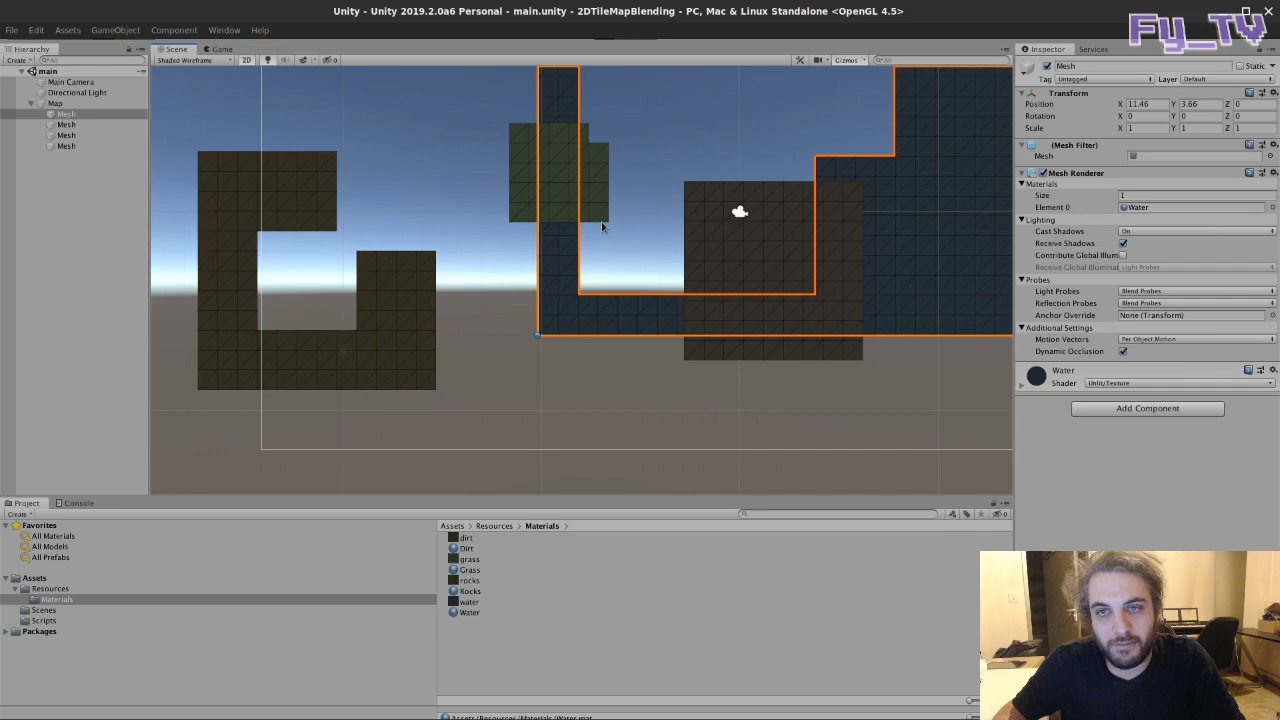 Unity - Unity 2019.2.0a6 Personal - main.unity - 2DTileMapBlending - PC, Mac & Linux Standalone <OpenGL 4.5>
Fy_TV
File Edit Assets GameObject Component Window Help
Hierarchy
Create
All
main
Main Camera
Directional Light
Map
Mesh
Mesh
Mesh
Mesh
Scene
Game
Shaded Wireframe
2D
0
Gizmos
All
Inspector
Services
Mesh
Static
Tag Untagged
Layer Default
Transform
Position X 11.46 Y 3.66 Z 0
Rotation X 0 Y 0 Z 0
Scale X 1 Y 1 Z 1
(Mesh Filter)
Mesh
Mesh Renderer
Materials
Size 1
Element 0 Water
Lighting
Cast Shadows On
Receive Shadows
Contribute Global Illum
Receive Global Illuminat Light Probes
Probes
Light Probes Blend Probes
Reflection Probes Blend Probes
Anchor Override None (Transform)
Additional Settings
Motion Vectors Per Object Motion
Dynamic Occlusion
Water
Shader Unlit/Texture
Add Component
Project
Console
Create
0
Favorites
All Materials
All Models
All Prefabs
Assets
Resources
Materials
Scenes
Scripts
Packages
Assets Resources Materials
dirt
Dirt
grass
Grass
rocks
Rocks
water
Water
Assets/Resources/Materials/Water.mat